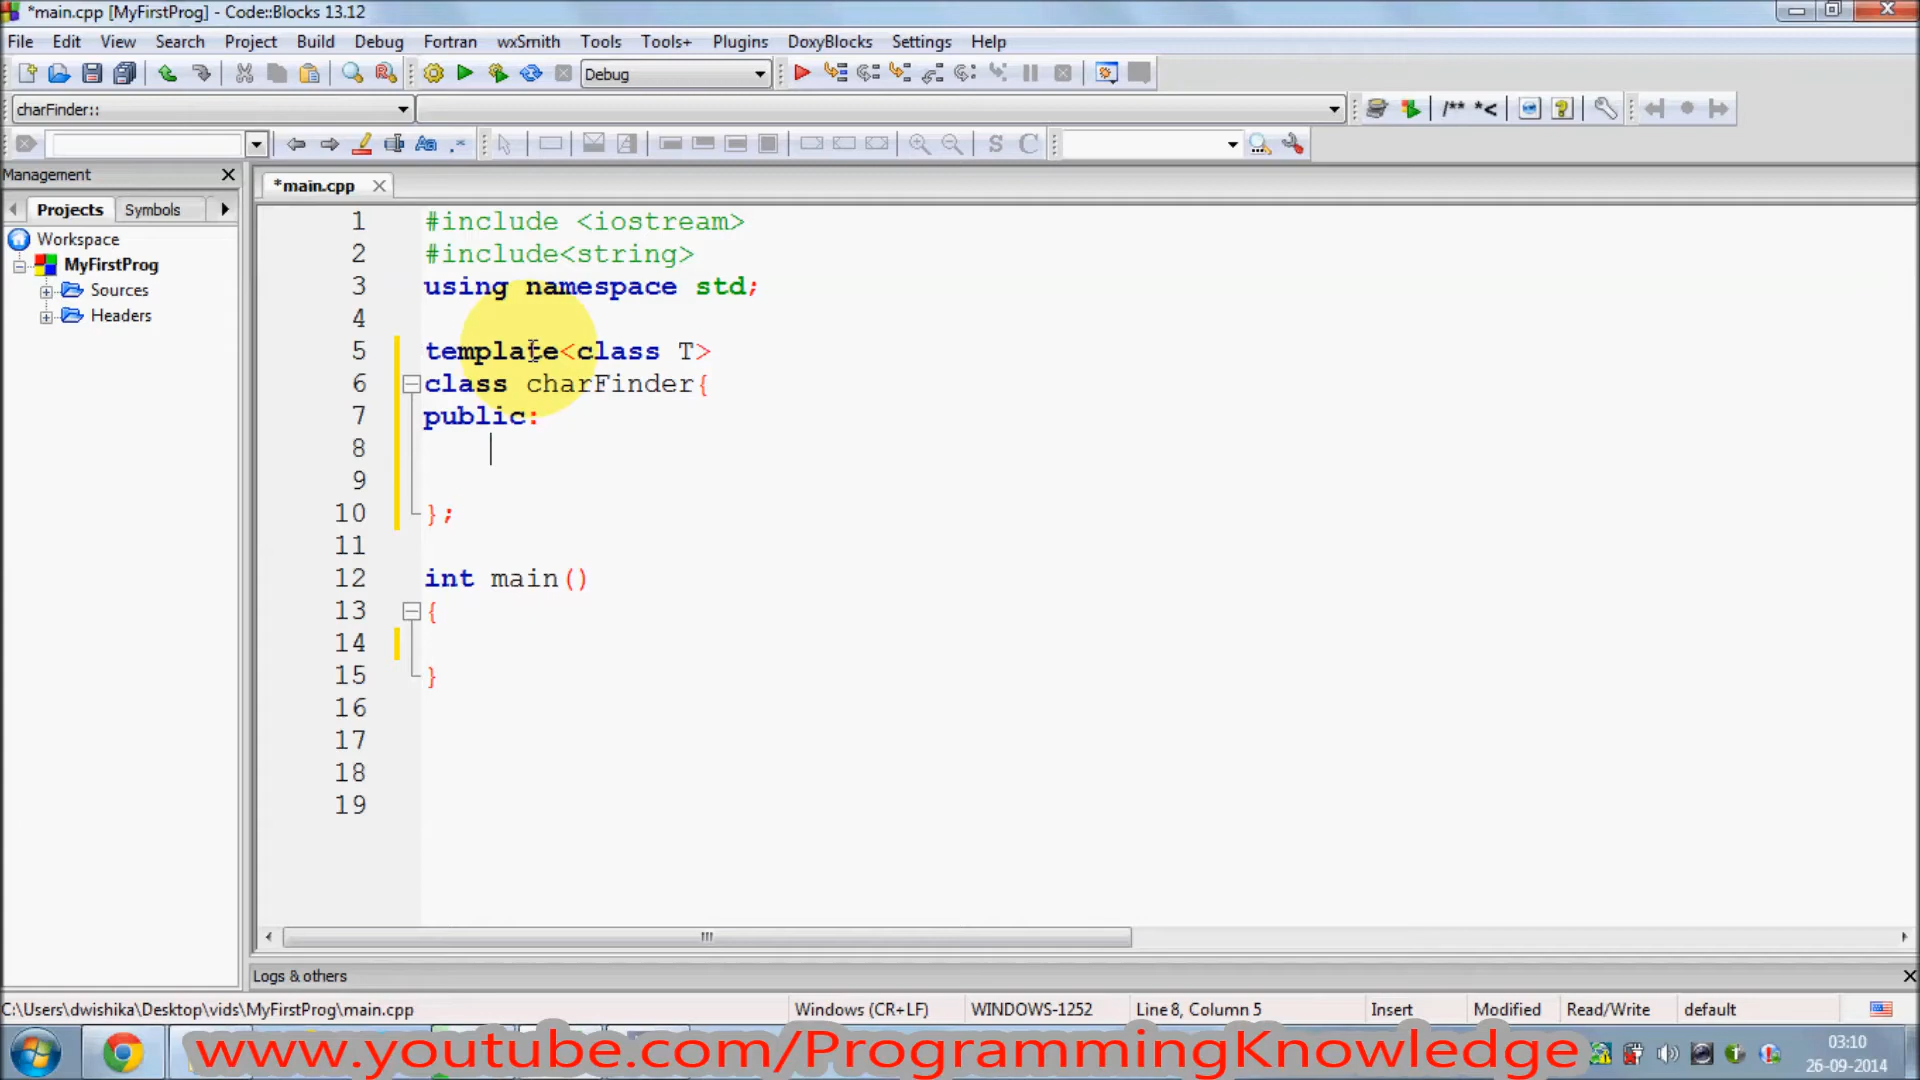 *main.cpp [MyFirstProg] - Code::Blocks 13.12
File Edit View Search Project Build Debug Fortran wxSmith Tools Tools+ Plugins DoxyBlocks Settings Help
Debug
charFinder::
/** *<
S C
Management
*main.cpp
Projects Symbols
Workspace
MyFirstProg
Sources
Headers
1 #include <iostream>
2 #include<string>
3 using namespace std;
4
5 template<class T>
6 class charFinder{
7 public:
8
9
10 };
11
12 int main()
13 {
14
15 }
16
17
18
19
Logs & others
C:\Users\dwishika\Desktop\vids\MyFirstProg\main.cpp Windows (CR+LF) WINDOWS-1252 Line 8, Column 5 Insert Modified Read/Write default
www.youtube.com/ProgrammingKnowledge
03:10
26-09-2014